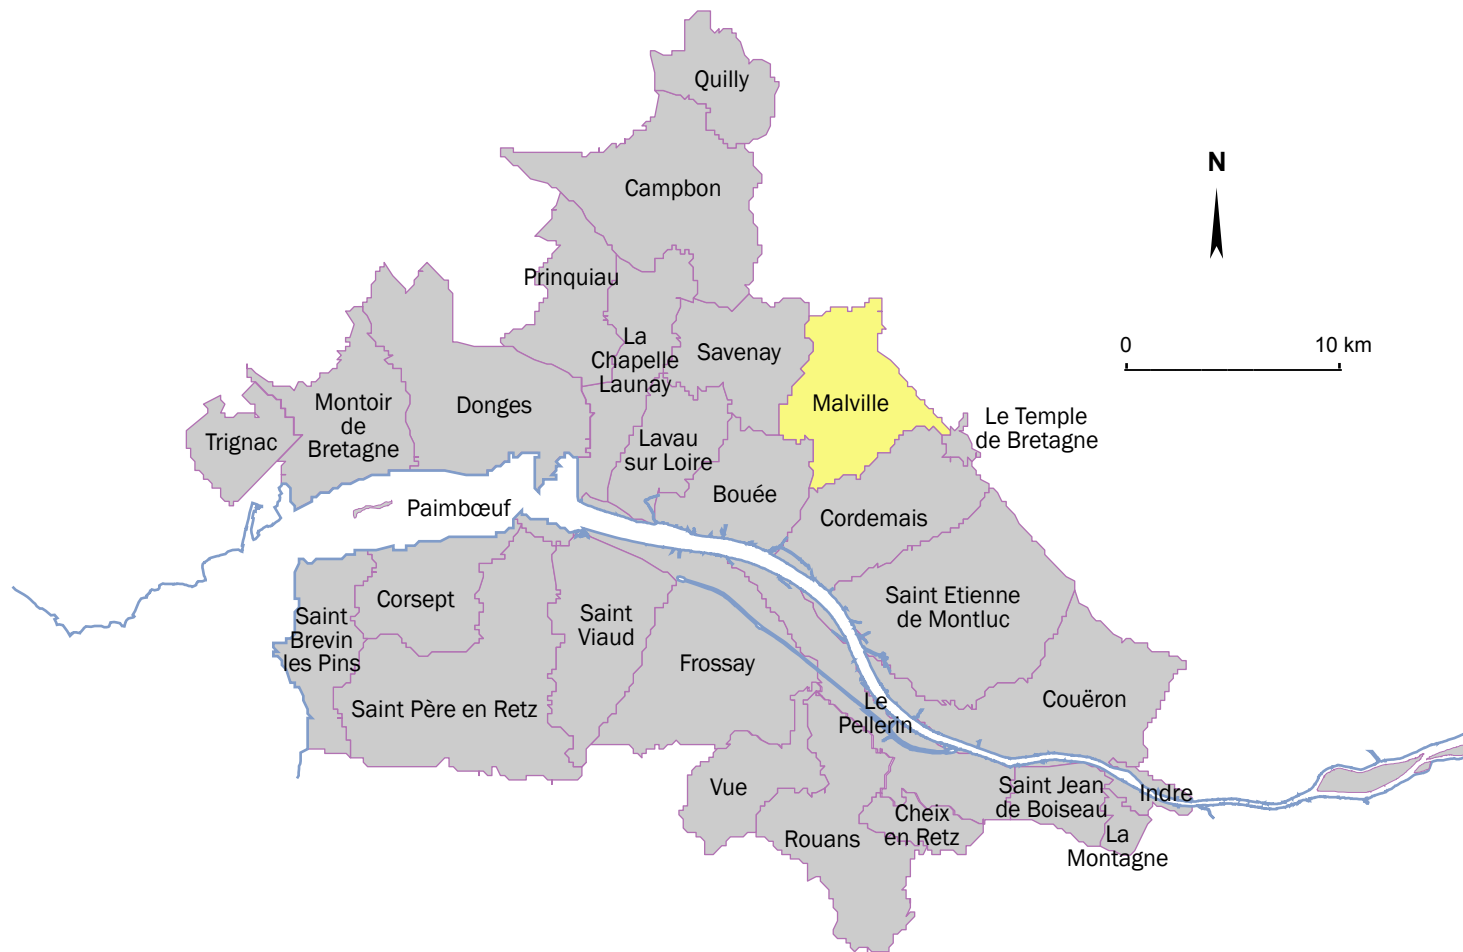 Quilly
N
Campbon
Prinquiau
La
Chapelle
Launay
Savenay
0 10 km
Malville
Montoir
de
Bretagne
Donges
Le Temple
de Bretagne
Trignac
Lavau
sur Loire
Bouée
Paimbœuf
Cordemais
Corsept
Saint
Brevin
les Pins
Saint
Viaud
Saint Etienne
de Montluc
Frossay
Saint Père en Retz
Le
Pellerin
Couëron
Vue
Saint Jean
de Boiseau
Indre
Rouans
Cheix
en Retz
La
Montagne